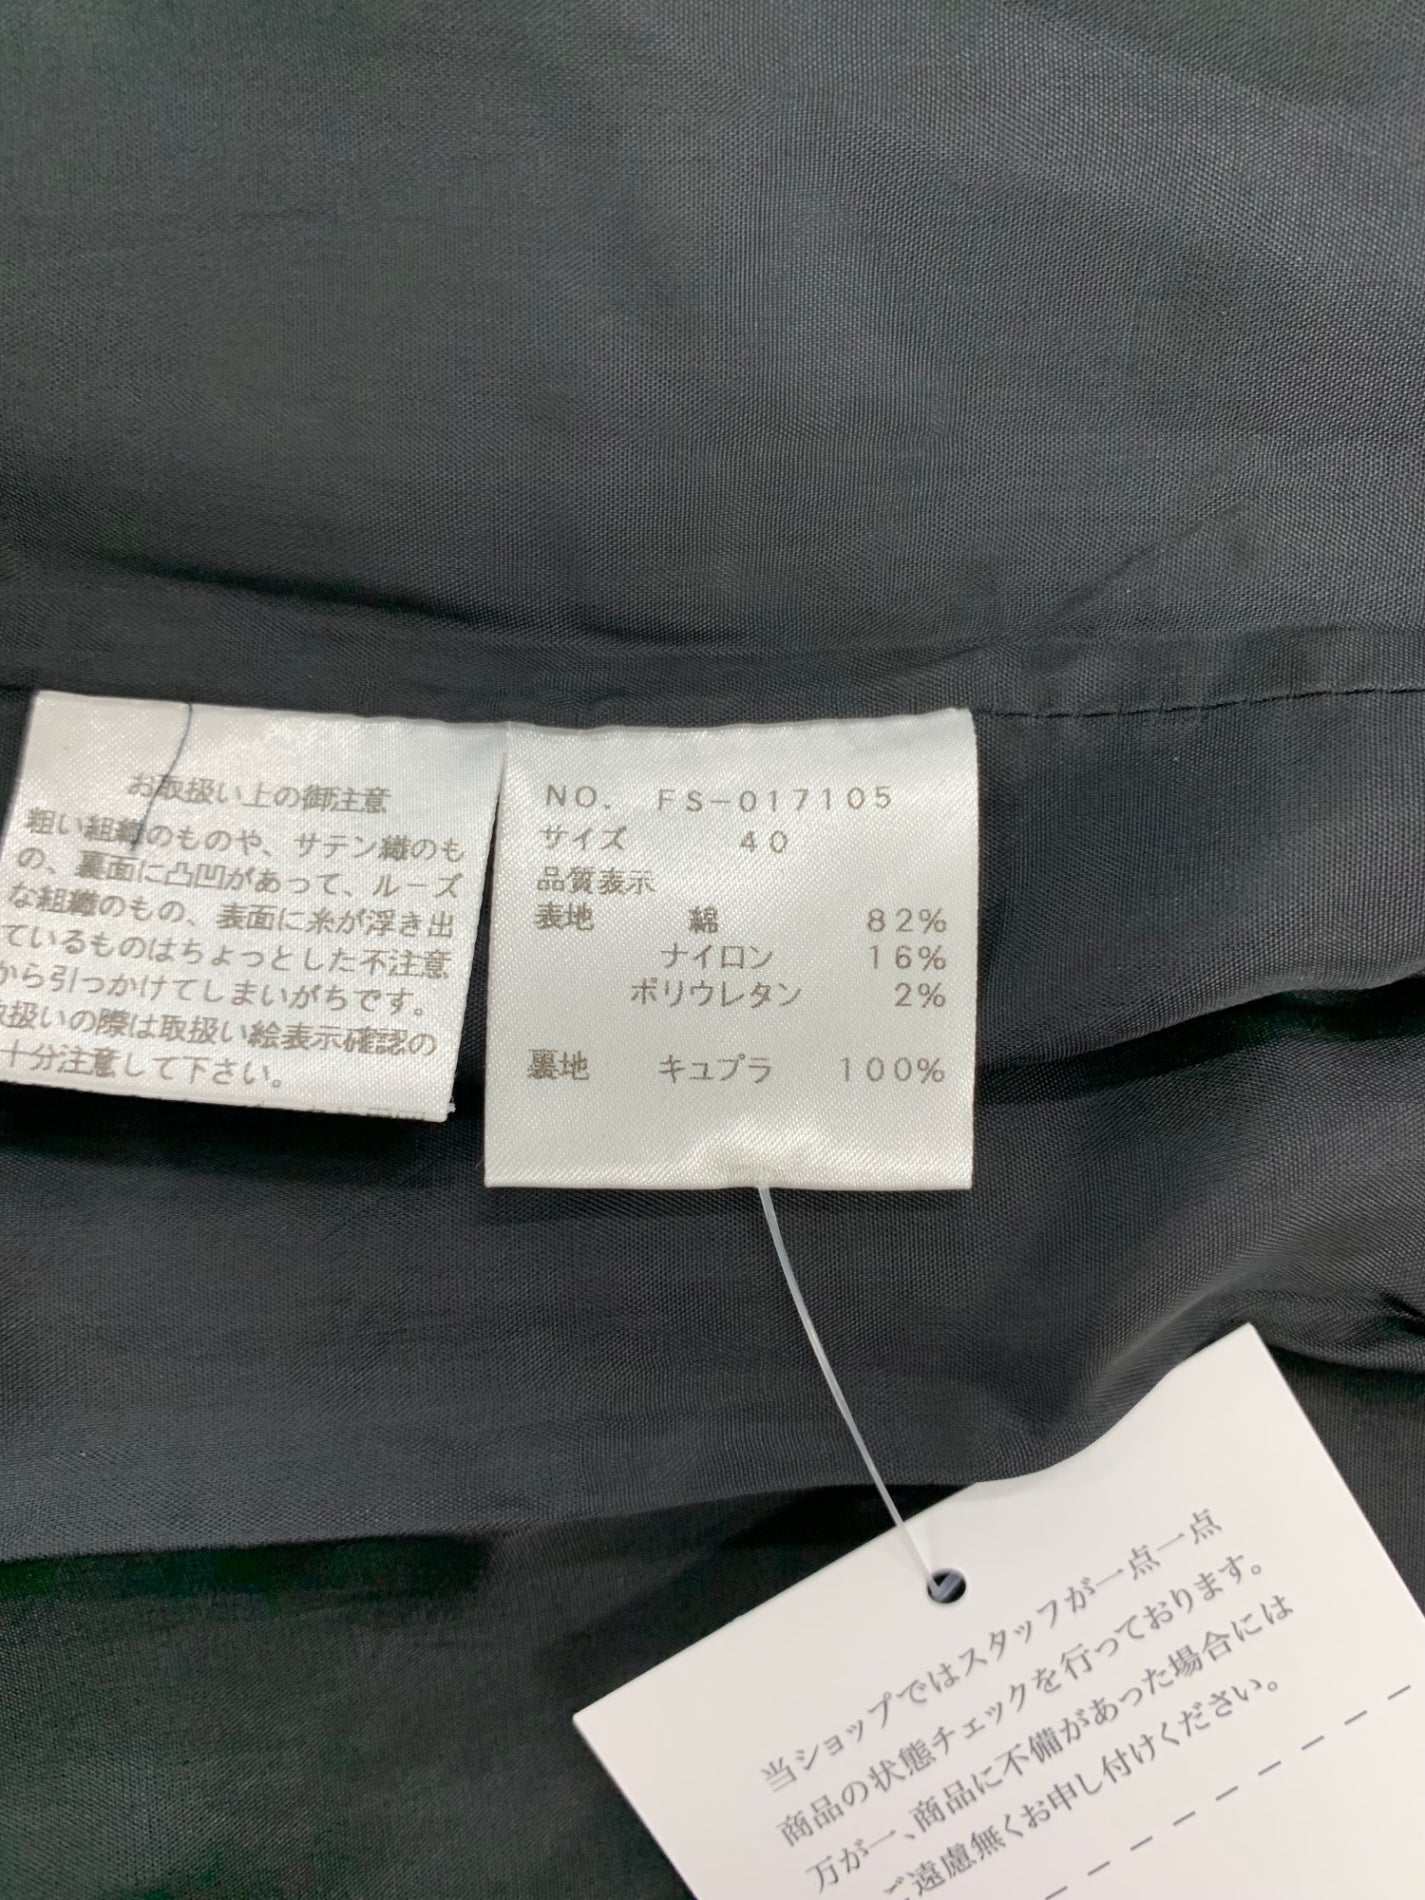 お取扱い上の御注意
粗い組織のものや、サテン織のも
の、裏面に凸凹があって、ルーズ
な組織のもの、表面に糸が浮き出
ているものはちょっとした不注意
から引っかけてしまいがちです。
取扱いの際は取扱い絵表示確認の
十分注意して下さい。
NO. FS-017105
サイズ 40
品質表示
表地 綿 82%
ナイロン 16%
ポリウレタン 2%
裏地 キュプラ 100%
当ショップではスタッフが一点一点
商品の状態チェックを行っております。
万が一、商品に不備があった場合には
ご遠慮無くお申し付けください。